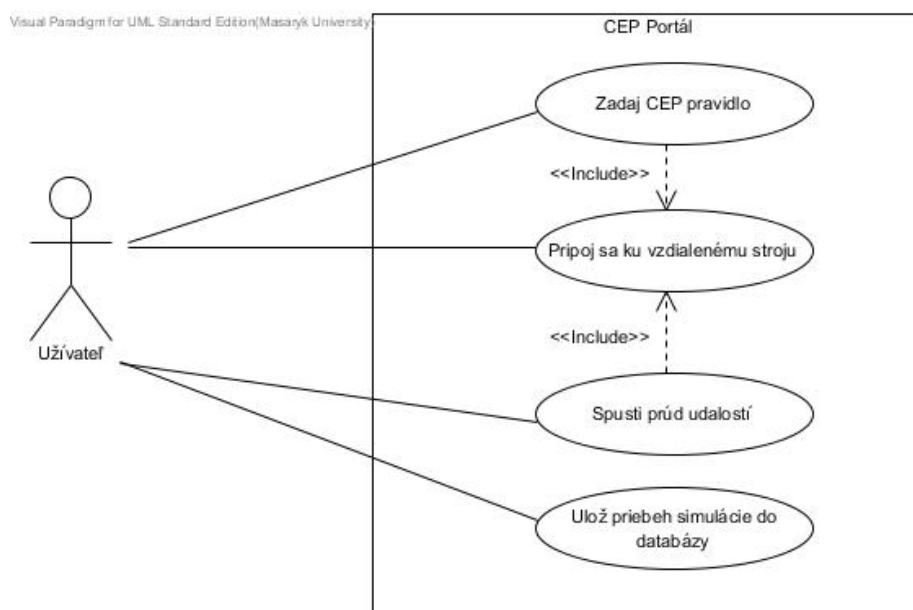 Visual Paradigm for UML Standard Edition(Masaryk University)
CEP Portál
Zadaj CEP pravidlo
<<Include>>
Pripoj sa ku vzdialenému stroju
<<Include>>
Užívateľ
Spusti prúd udalostí
Ulož priebeh simulácie do
databázy